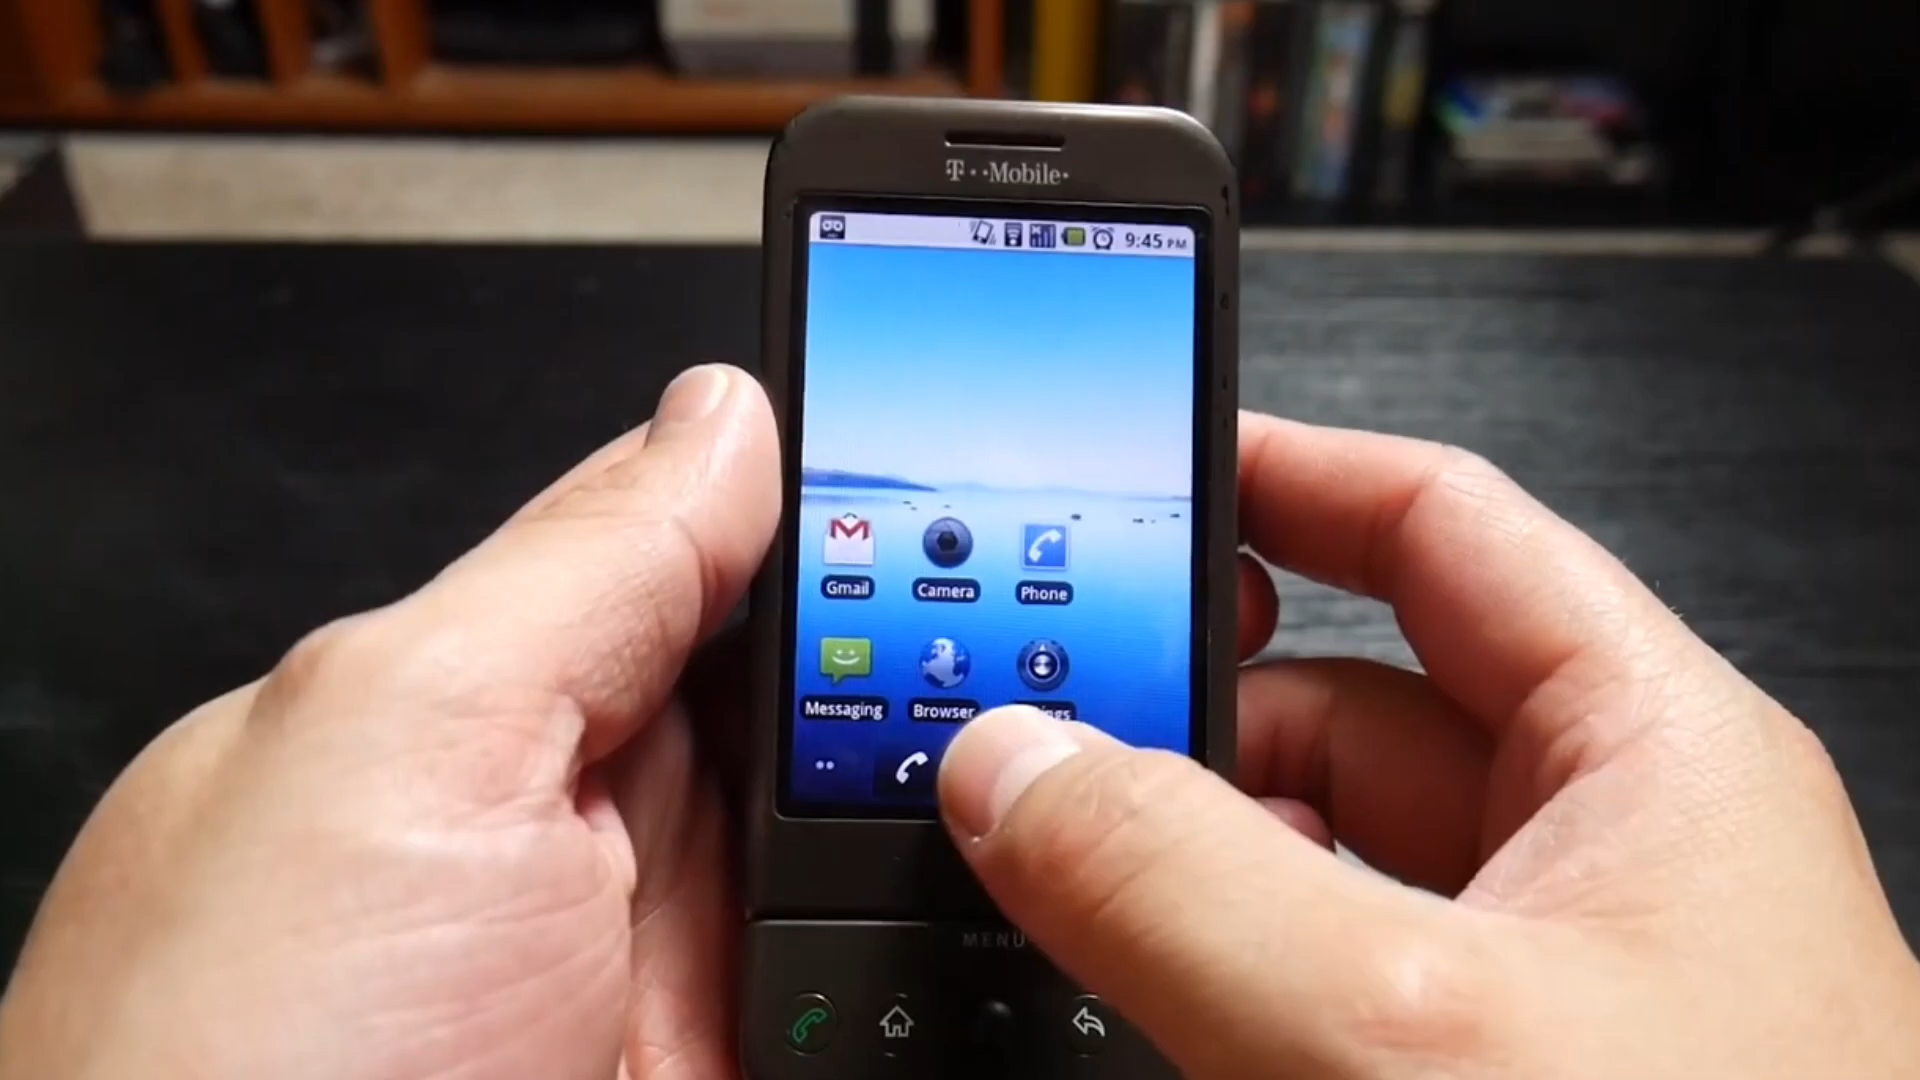 T··Mobile·
9:45 PM
Gmail Camera Phone
Messaging Browser
MENU